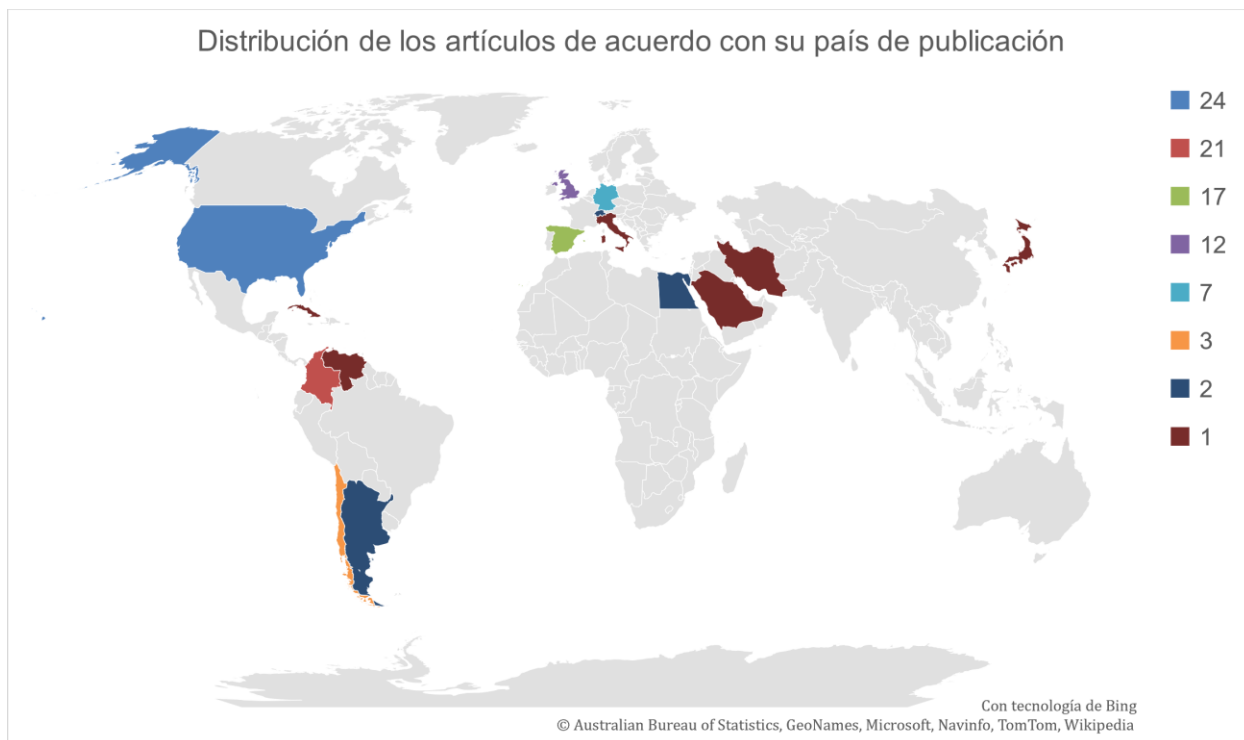 Distribución de los artículos de acuerdo con su país de publicación
24
21
17
12
7
3
2
1
Con tecnología de Bing
© Australian Bureau of Statistics, GeoNames, Microsoft, Navinfo, TomTom, Wikipedia